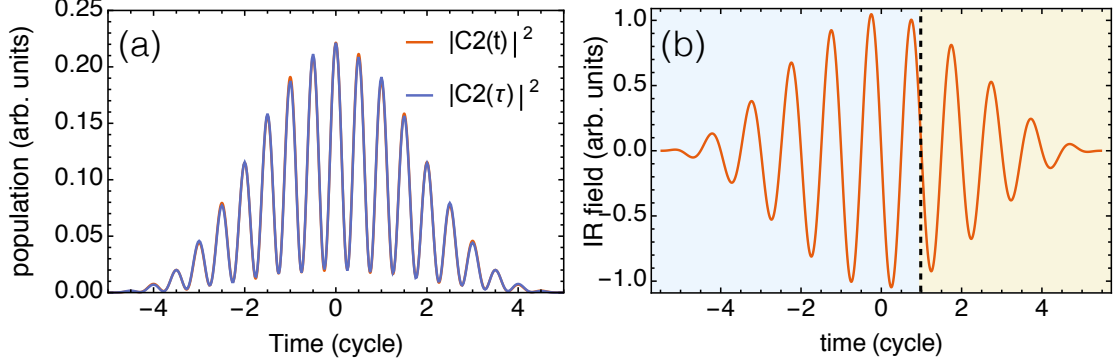 (a)
|C2(t)|²
|C2(τ)|²
population (arb. units)
0.25
0.20
0.15
0.10
0.05
0.00
−4 −2 0 2 4
Time (cycle)
(b)
IR field (arb. units)
1.0
0.5
0.0
−0.5
−1.0
−4 −2 0 2 4
time (cycle)